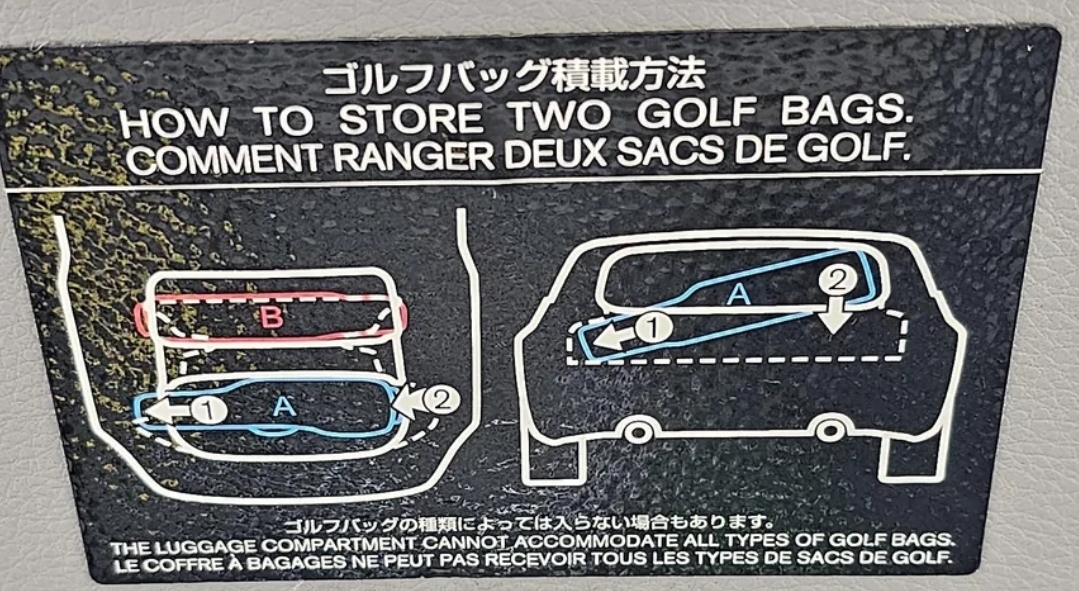 ゴルフバッグ積載方法
HOW TO STORE TWO GOLF BAGS.
COMMENT RANGER DEUX SACS DE GOLF.
B
① A ②
A ②
①
ゴルフバッグの種類によっては入らない場合もあります。
THE LUGGAGE COMPARTMENT CANNOT ACCOMMODATE ALL TYPES OF GOLF BAGS.
LE COFFRE À BAGAGES NE PEUT PAS RECEVOIR TOUS LES TYPES DE SACS DE GOLF.